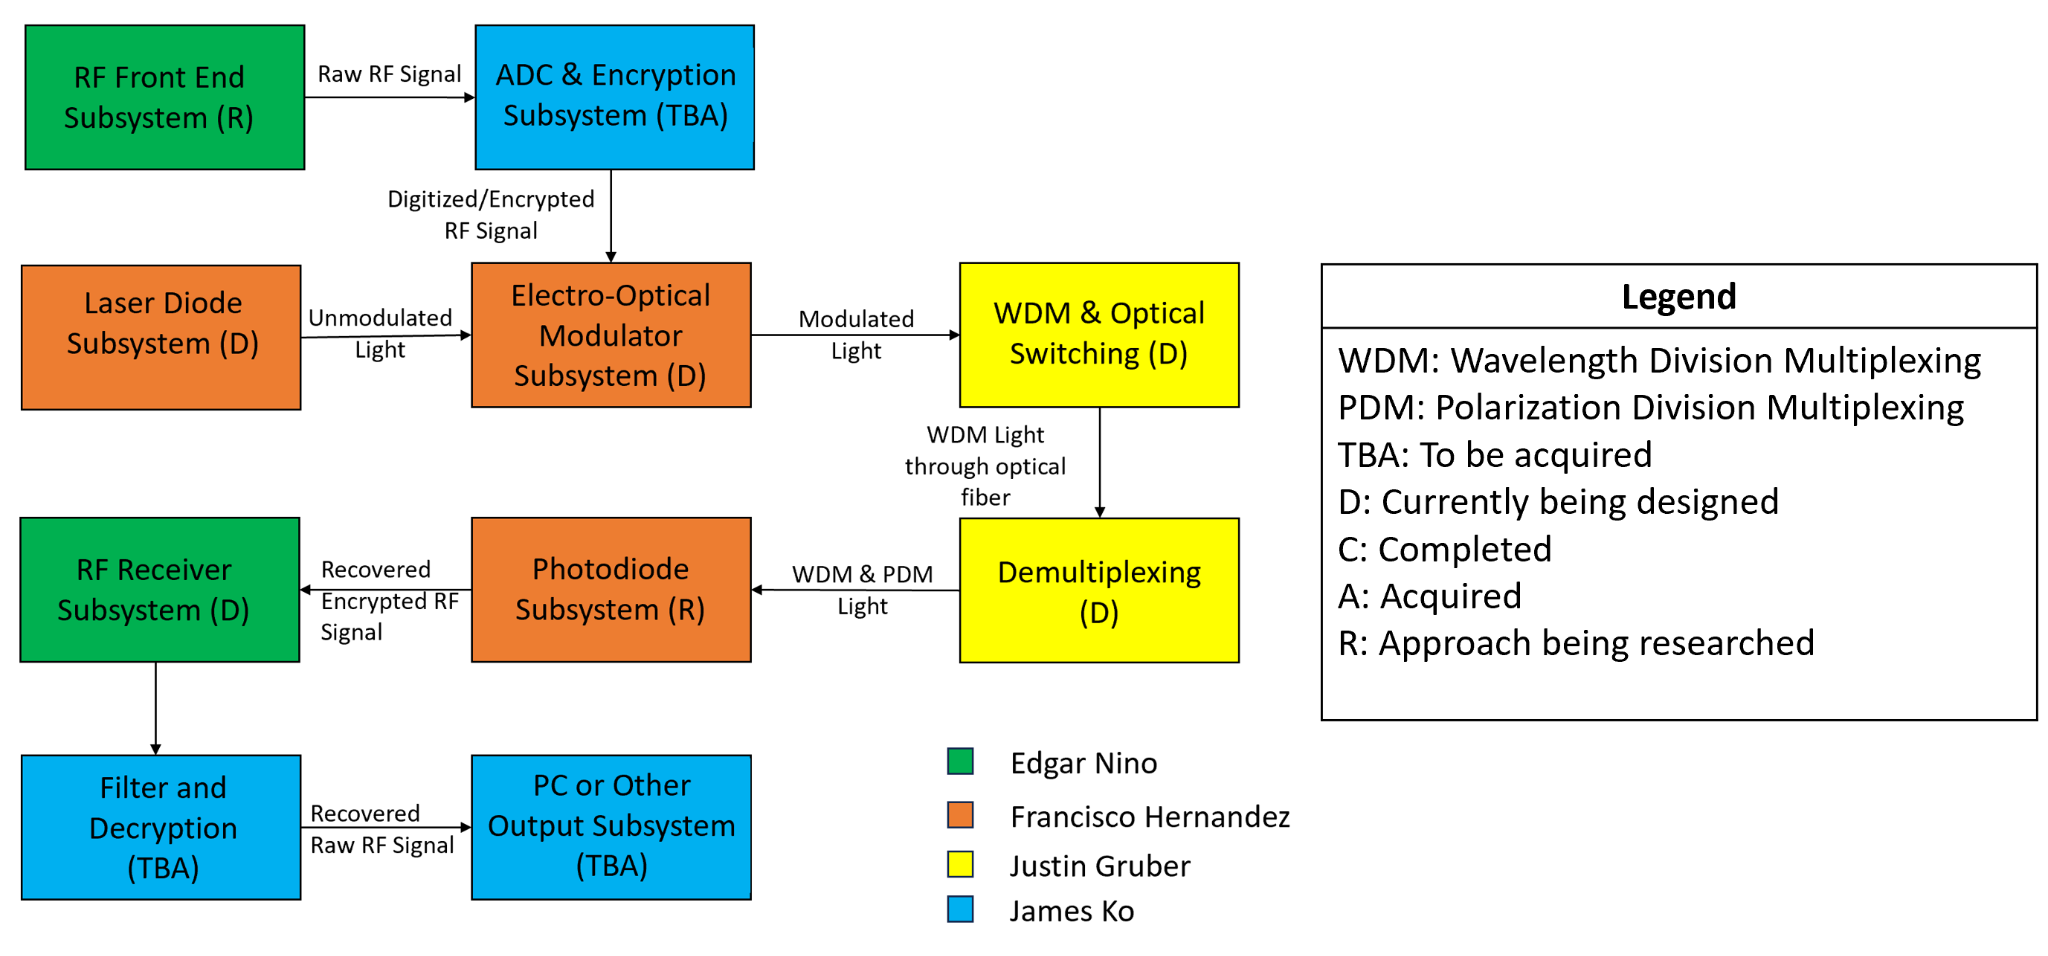 RF Front End
Subsystem (R)
Raw RF Signal
ADC & Encryption
Subsystem (TBA)
Digitized/Encrypted
RF Signal
Laser Diode
Subsystem (D)
Unmodulated
Light
Electro-Optical
Modulator
Subsystem (D)
Modulated
Light
WDM & Optical
Switching (D)
WDM Light
through optical
fiber
RF Receiver
Subsystem (D)
Recovered
Encrypted RF
Signal
Photodiode
Subsystem (R)
WDM & PDM
Light
Demultiplexing
(D)
Filter and
Decryption
(TBA)
Recovered
Raw RF Signal
PC or Other
Output Subsystem
(TBA)
Legend
WDM: Wavelength Division Multiplexing
PDM: Polarization Division Multiplexing
TBA: To be acquired
D: Currently being designed
C: Completed
A: Acquired
R: Approach being researched
Edgar Nino
Francisco Hernandez
Justin Gruber
James Ko